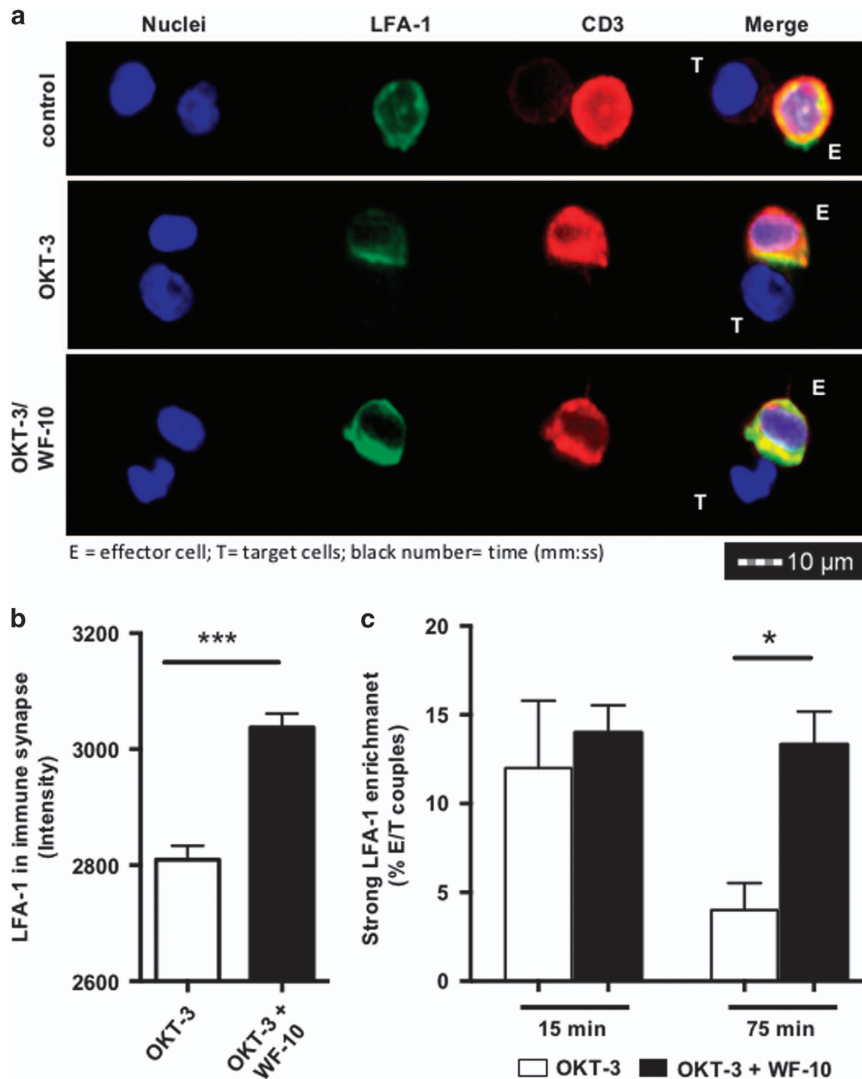 a
Nuclei LFA-1 CD3 Merge
control
T
E
OKT-3
E
T
OKT-3/
WF-10
E
T
E = effector cell; T= target cells; black number= time (mm:ss)
10 µm
b
LFA-1 in immune synapse
(Intensity)
3200
3000
2800
2600
***
OKT-3
OKT-3 +
WF-10
c
Strong LFA-1 enrichmanet
(% E/T couples)
20
15
10
5
0
*
15 min
75 min
OKT-3 OKT-3 + WF-10